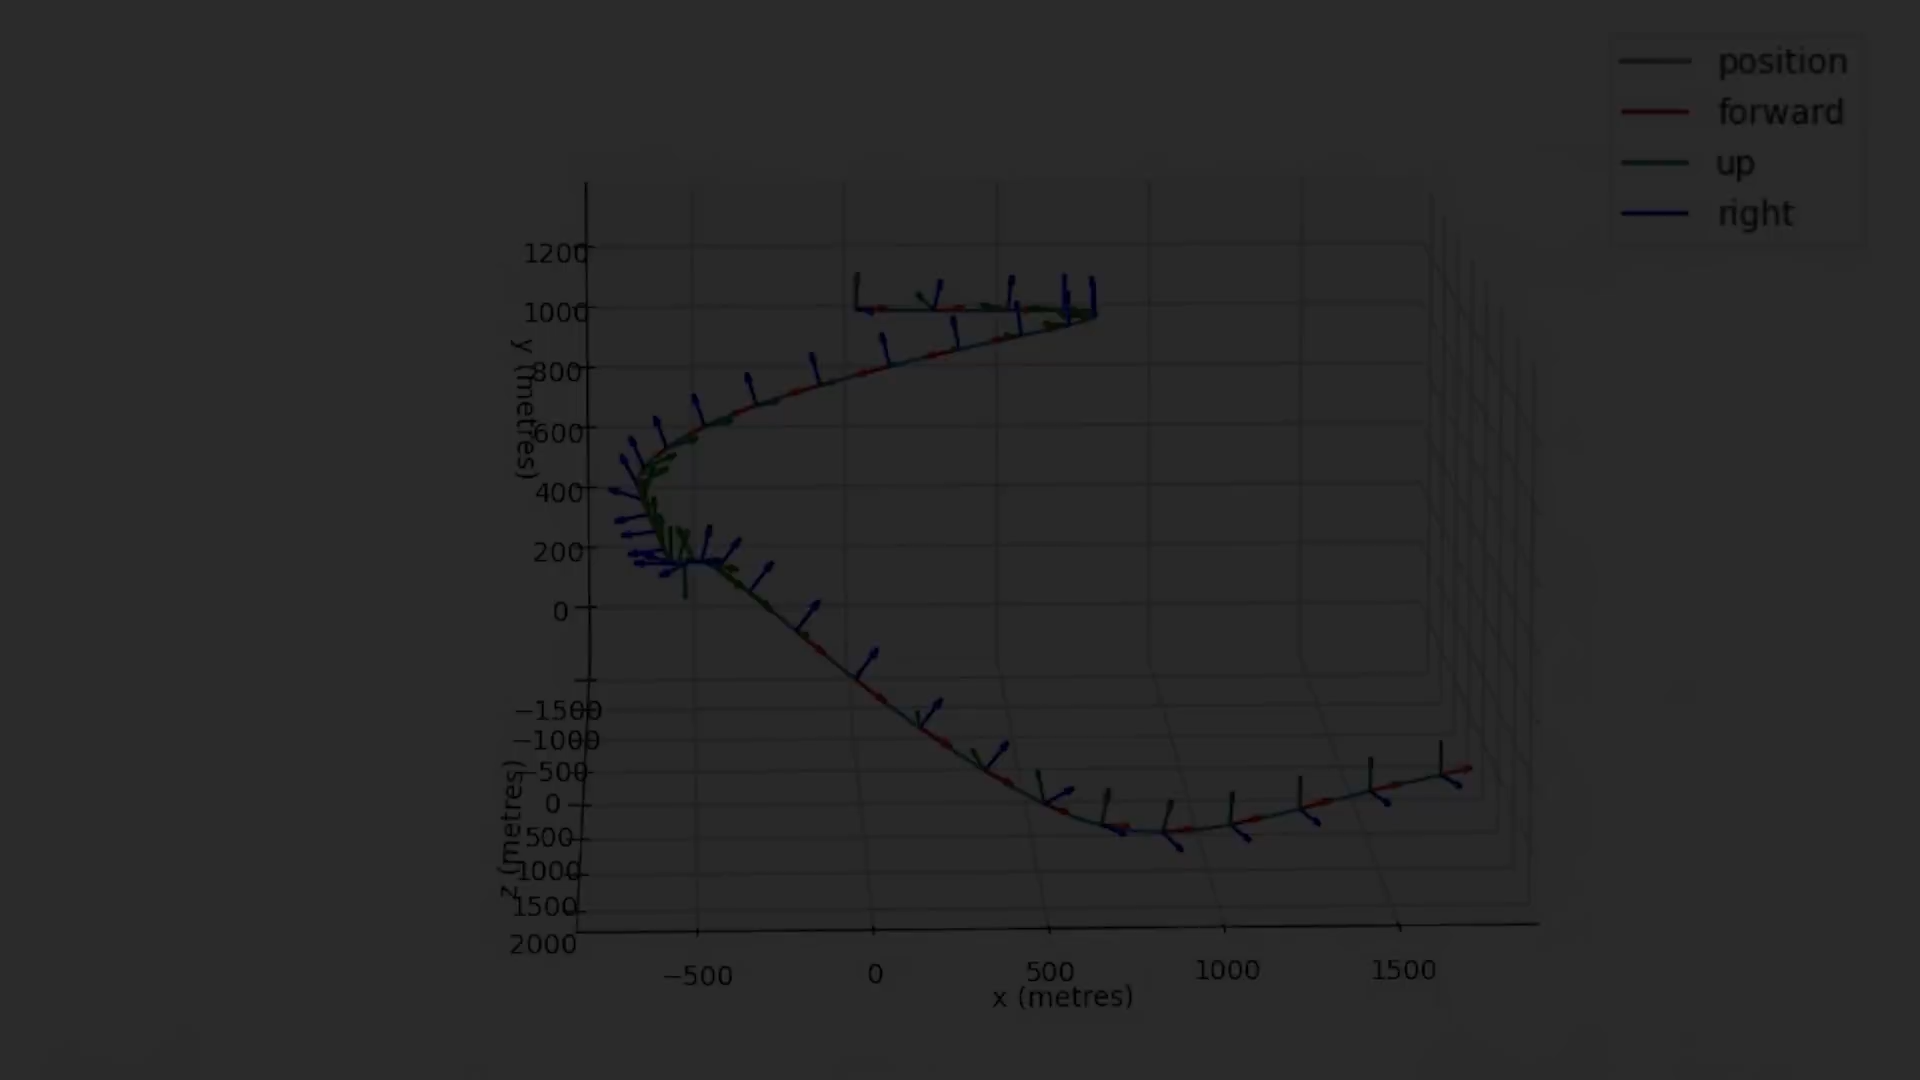 position
forward
up
right
1200
1000
800
600
400
200
0
y (metres)
−1500
−1000
−500
0
500
1000
1500
2000
z (metres)
−500
0
500
1000
1500
x (metres)